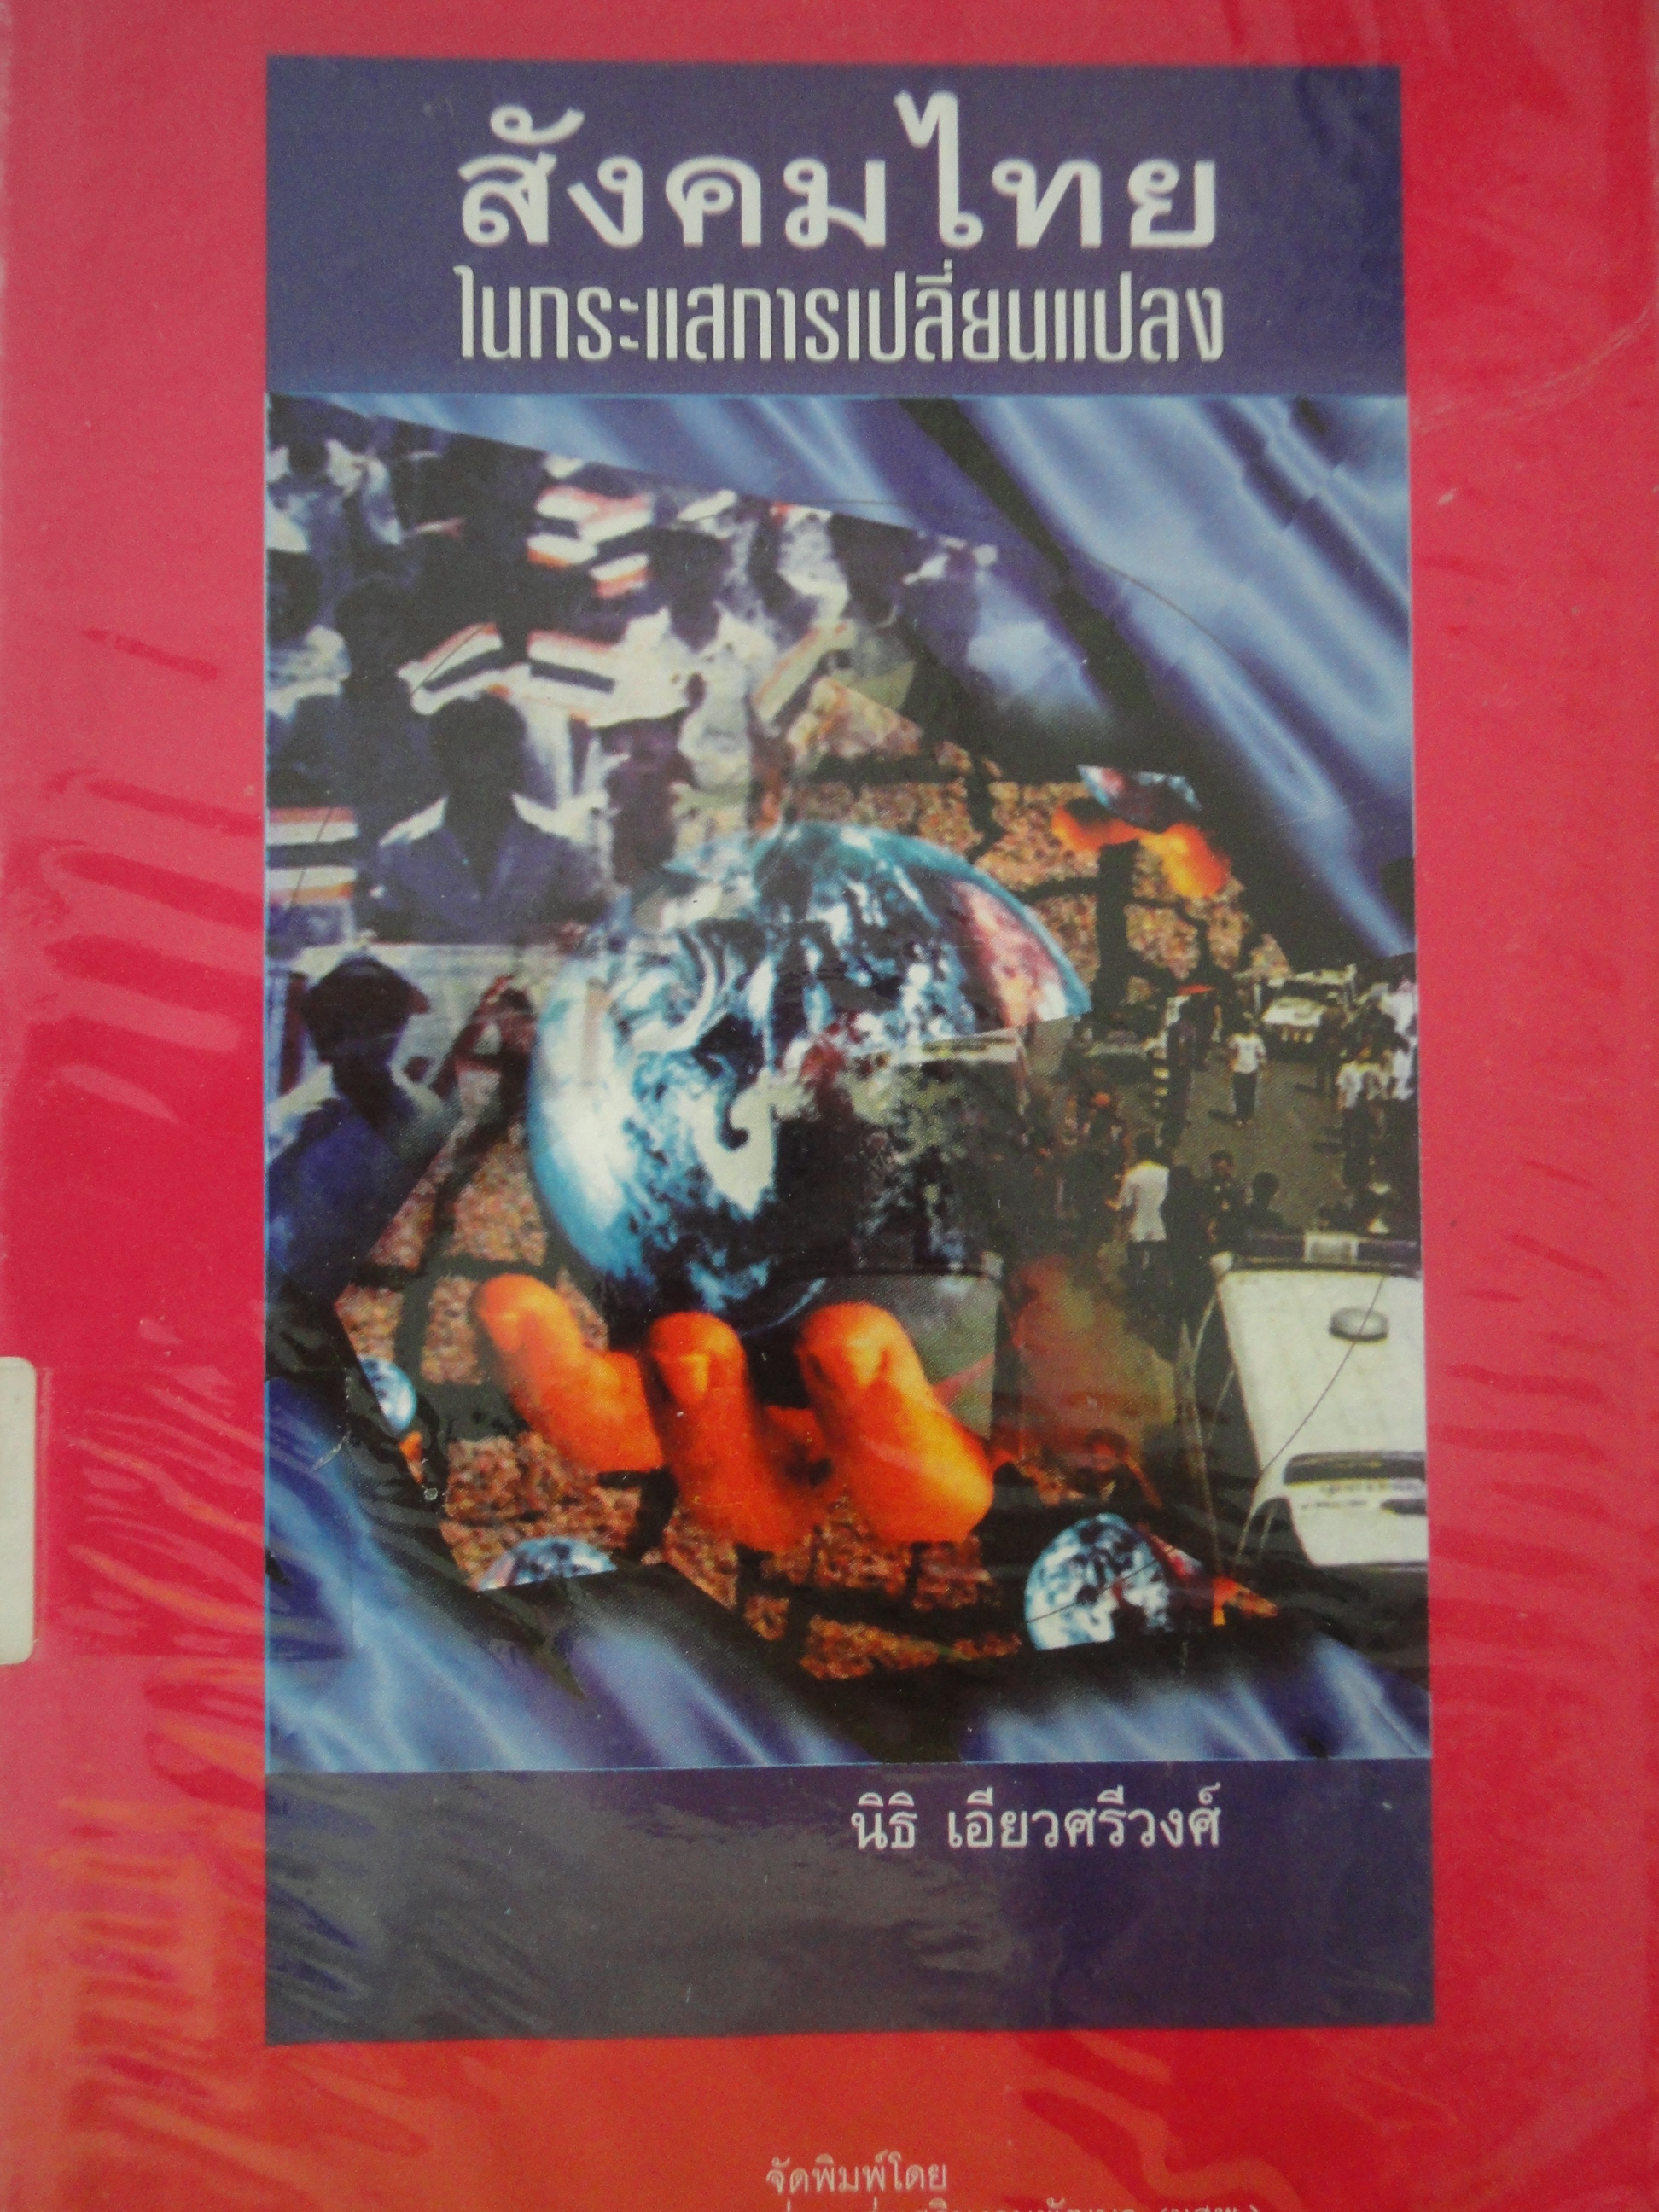 สังคมไทย
ในกระแสการเปลี่ยนแปลง
นิธิ เอียวศรีวงศ์
จัดพิมพ์โดย